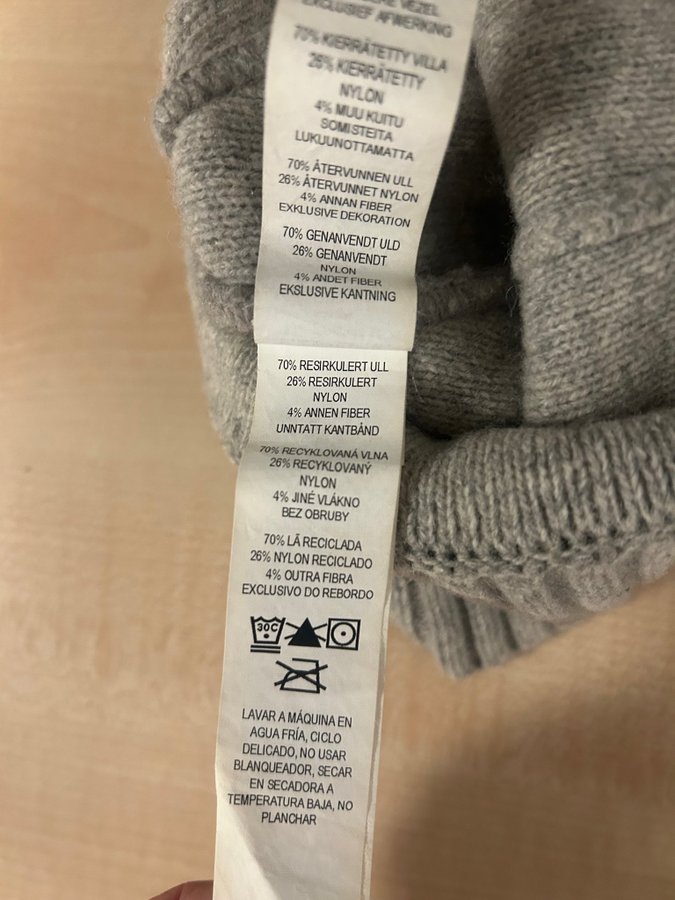 VEZEL
EXCLUSIEF AFWERKING
70% KIERRÄTETTY VILLA
26% KIERRÄTETTY
NYLON
4% MUU KUITU
SOMISTEITA
LUKUUNOTTAMATTA
70% ÅTERVUNNEN ULL
26% ÅTERVUNNET NYLON
4% ANNAN FIBER
EXKLUSIVE DEKORATION
70% GENANVENDT ULD
26% GENANVENDT
NYLON
4% ANDET FIBER
EKSLUSIVE KANTNING
70% RESIRKULERT ULL
26% RESIRKULERT
NYLON
4% ANNEN FIBER
UNNTATT KANTBÅND
70% RECYKLOVANÁ VLNA
26% RECYKLOVANÝ
NYLON
4% JINÉ VLÁKNO
BEZ OBRUBY
70% LÃ RECICLADA
26% NYLON RECICLADO
4% OUTRA FIBRA
EXCLUSIVO DO REBORDO
30C
LAVAR A MÁQUINA EN
AGUA FRÍA, CICLO
DELICADO, NO USAR
BLANQUEADOR, SECAR
EN SECADORA A
TEMPERATURA BAJA, NO
PLANCHAR